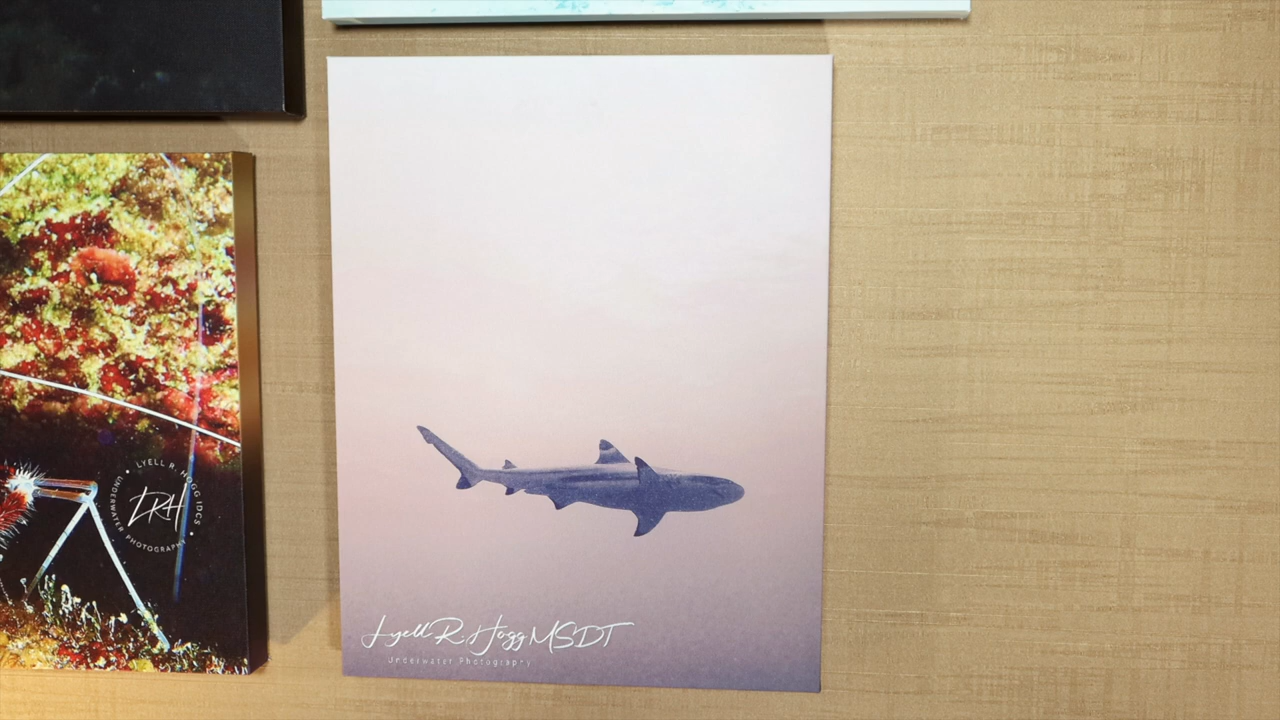 LYELL R. HOGG IDCS
LRH
UNDERWATER PHOTOGRAPHY
Lyell R. Hogg MSDT
Underwater Photography